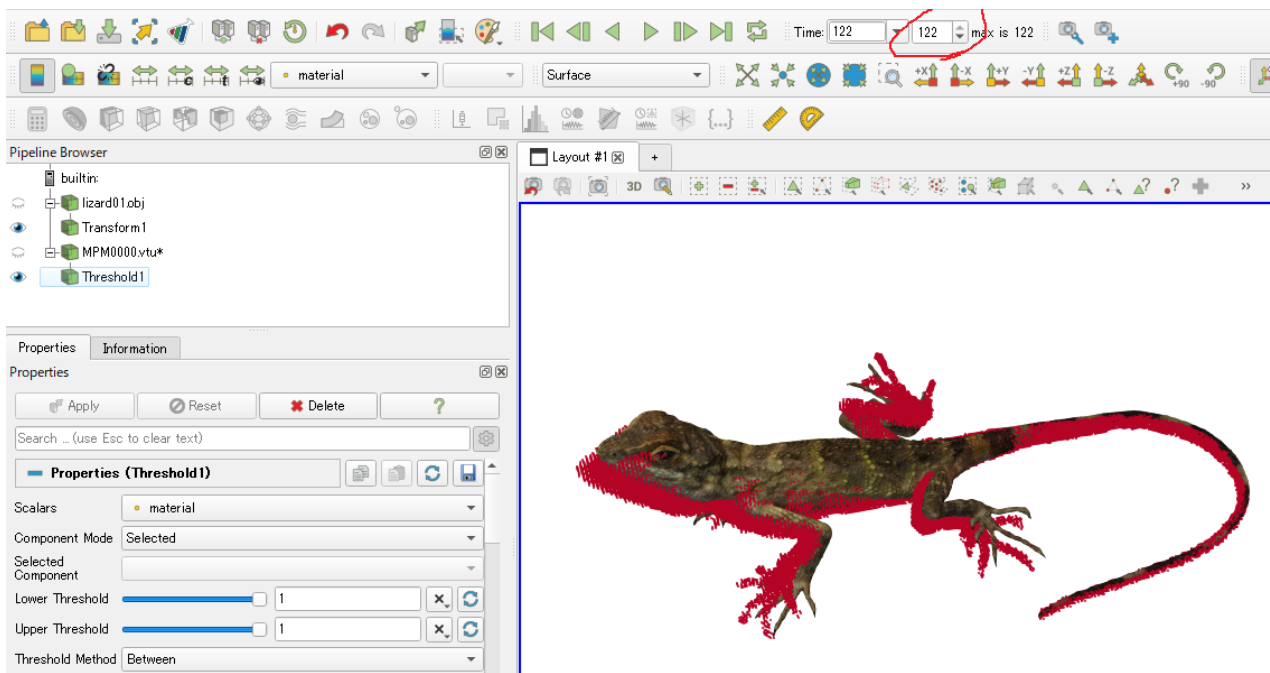 Time: 122 122 max is 122
material Surface +X -X +Y -Y +Z -Z +90 -90
Pipeline Browser
Layout #1 +
builtin:
3D
lizard01.obj
Transform1
MPM0000.vtu*
Threshold1
Properties Information
Properties
Apply Reset Delete ?
Search ... (use Esc to clear text)
Properties (Threshold1)
Scalars material
Component Mode Selected
Selected
Component
Lower Threshold 1
Upper Threshold 1
Threshold Method Between